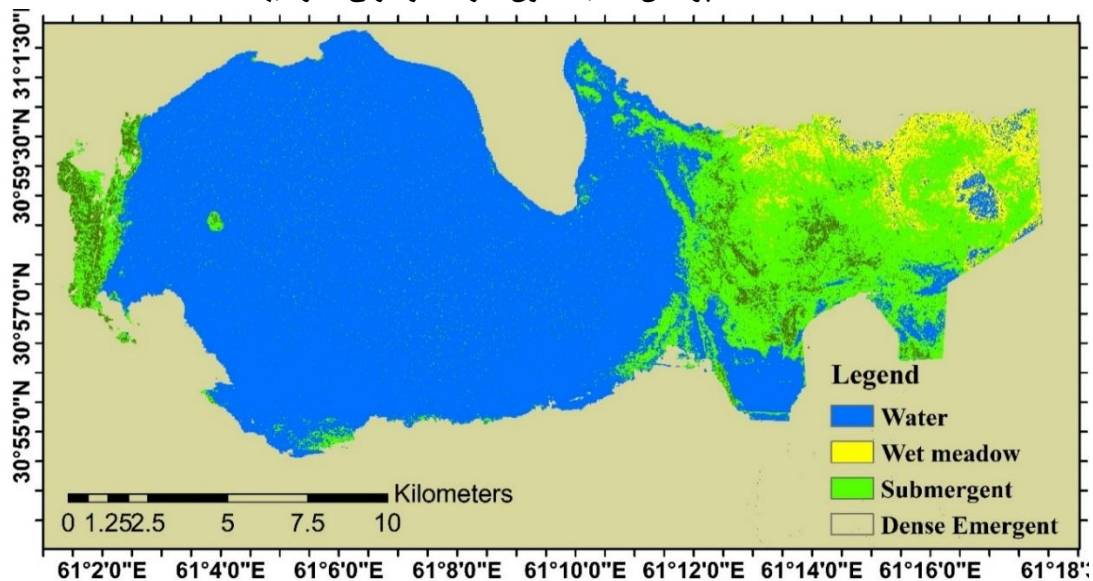 31°1'30"
30°59'30"N
30°57'0"N
30°55'0"N
Legend
Water
Wet meadow
Submergent
Dense Emergent
Kilometers
0 1.252.5 5 7.5 10
61°2'0"E 61°4'0"E 61°6'0"E 61°8'0"E 61°10'0"E 61°12'0"E 61°14'0"E 61°16'0"E 61°18'